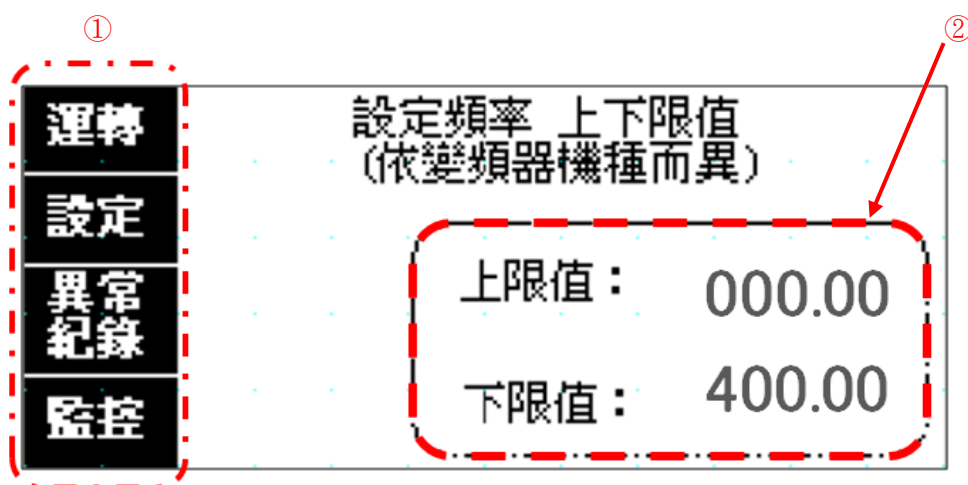 ①
②
運轉
設定
異常
紀錄
監控
設定頻率 上下限值
(依變頻器機種而異)
上限值：000.00
下限值：400.00